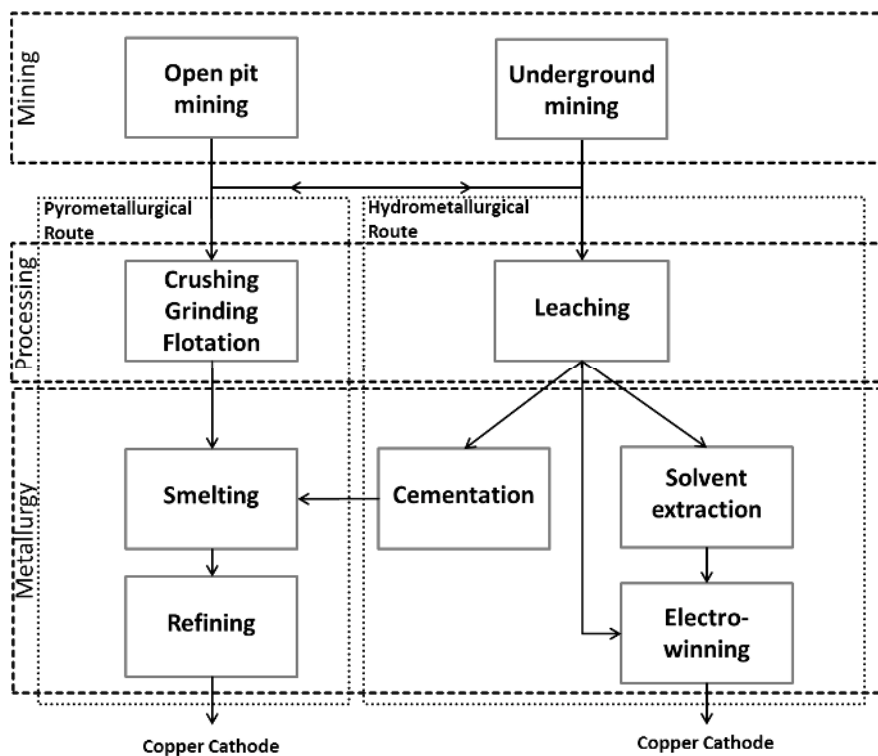 Mining
Open pit
mining
Underground
mining
Pyrometallurgical
Route
Hydrometallurgical
Route
Processing
Crushing
Grinding
Flotation
Leaching
Metallurgy
Smelting
Cementation
Solvent
extraction
Refining
Electro-
winning
Copper Cathode
Copper Cathode